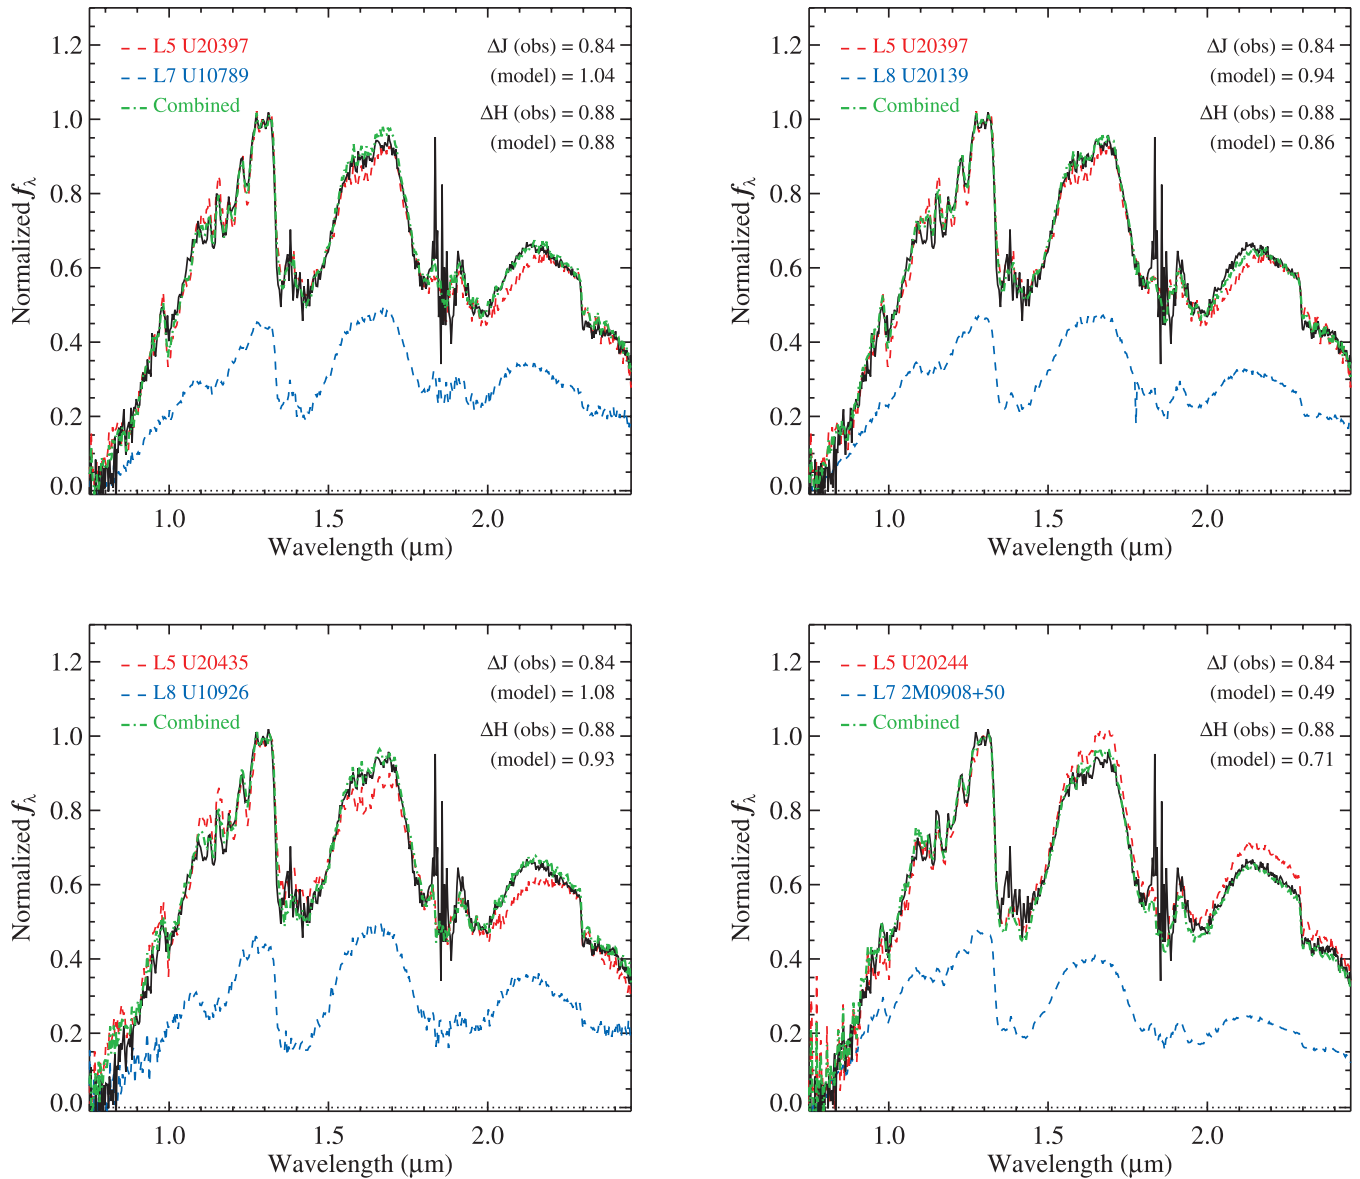 L5 U20397
L7 U10789
Combined
ΔJ (obs) = 0.84
(model) = 1.04
ΔH (obs) = 0.88
(model) = 0.88
1.2
1.0
0.8
0.6
0.4
0.2
0.0
Normalized fλ
1.0 1.5 2.0
Wavelength (μm)
L5 U20397
L8 U20139
Combined
ΔJ (obs) = 0.84
(model) = 0.94
ΔH (obs) = 0.88
(model) = 0.86
1.2
1.0
0.8
0.6
0.4
0.2
0.0
Normalized fλ
1.0 1.5 2.0
Wavelength (μm)
L5 U20435
L8 U10926
Combined
ΔJ (obs) = 0.84
(model) = 1.08
ΔH (obs) = 0.88
(model) = 0.93
1.2
1.0
0.8
0.6
0.4
0.2
0.0
Normalized fλ
1.0 1.5 2.0
Wavelength (μm)
L5 U20244
L7 2M0908+50
Combined
ΔJ (obs) = 0.84
(model) = 0.49
ΔH (obs) = 0.88
(model) = 0.71
1.2
1.0
0.8
0.6
0.4
0.2
0.0
Normalized fλ
1.0 1.5 2.0
Wavelength (μm)